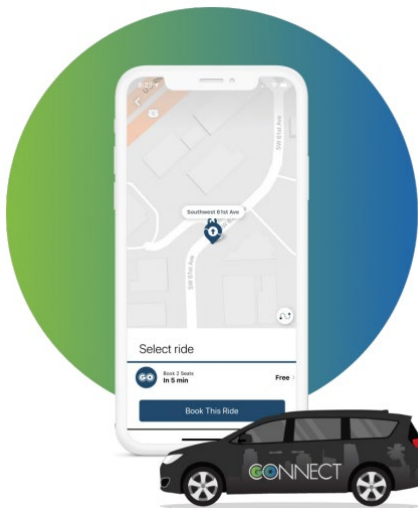 Southwest 61st Ave
SW 61st Ave
SW 61st Ave
Select ride
GO
Book 2 Seats
In 5 min
Free
Book This Ride
GONNECT